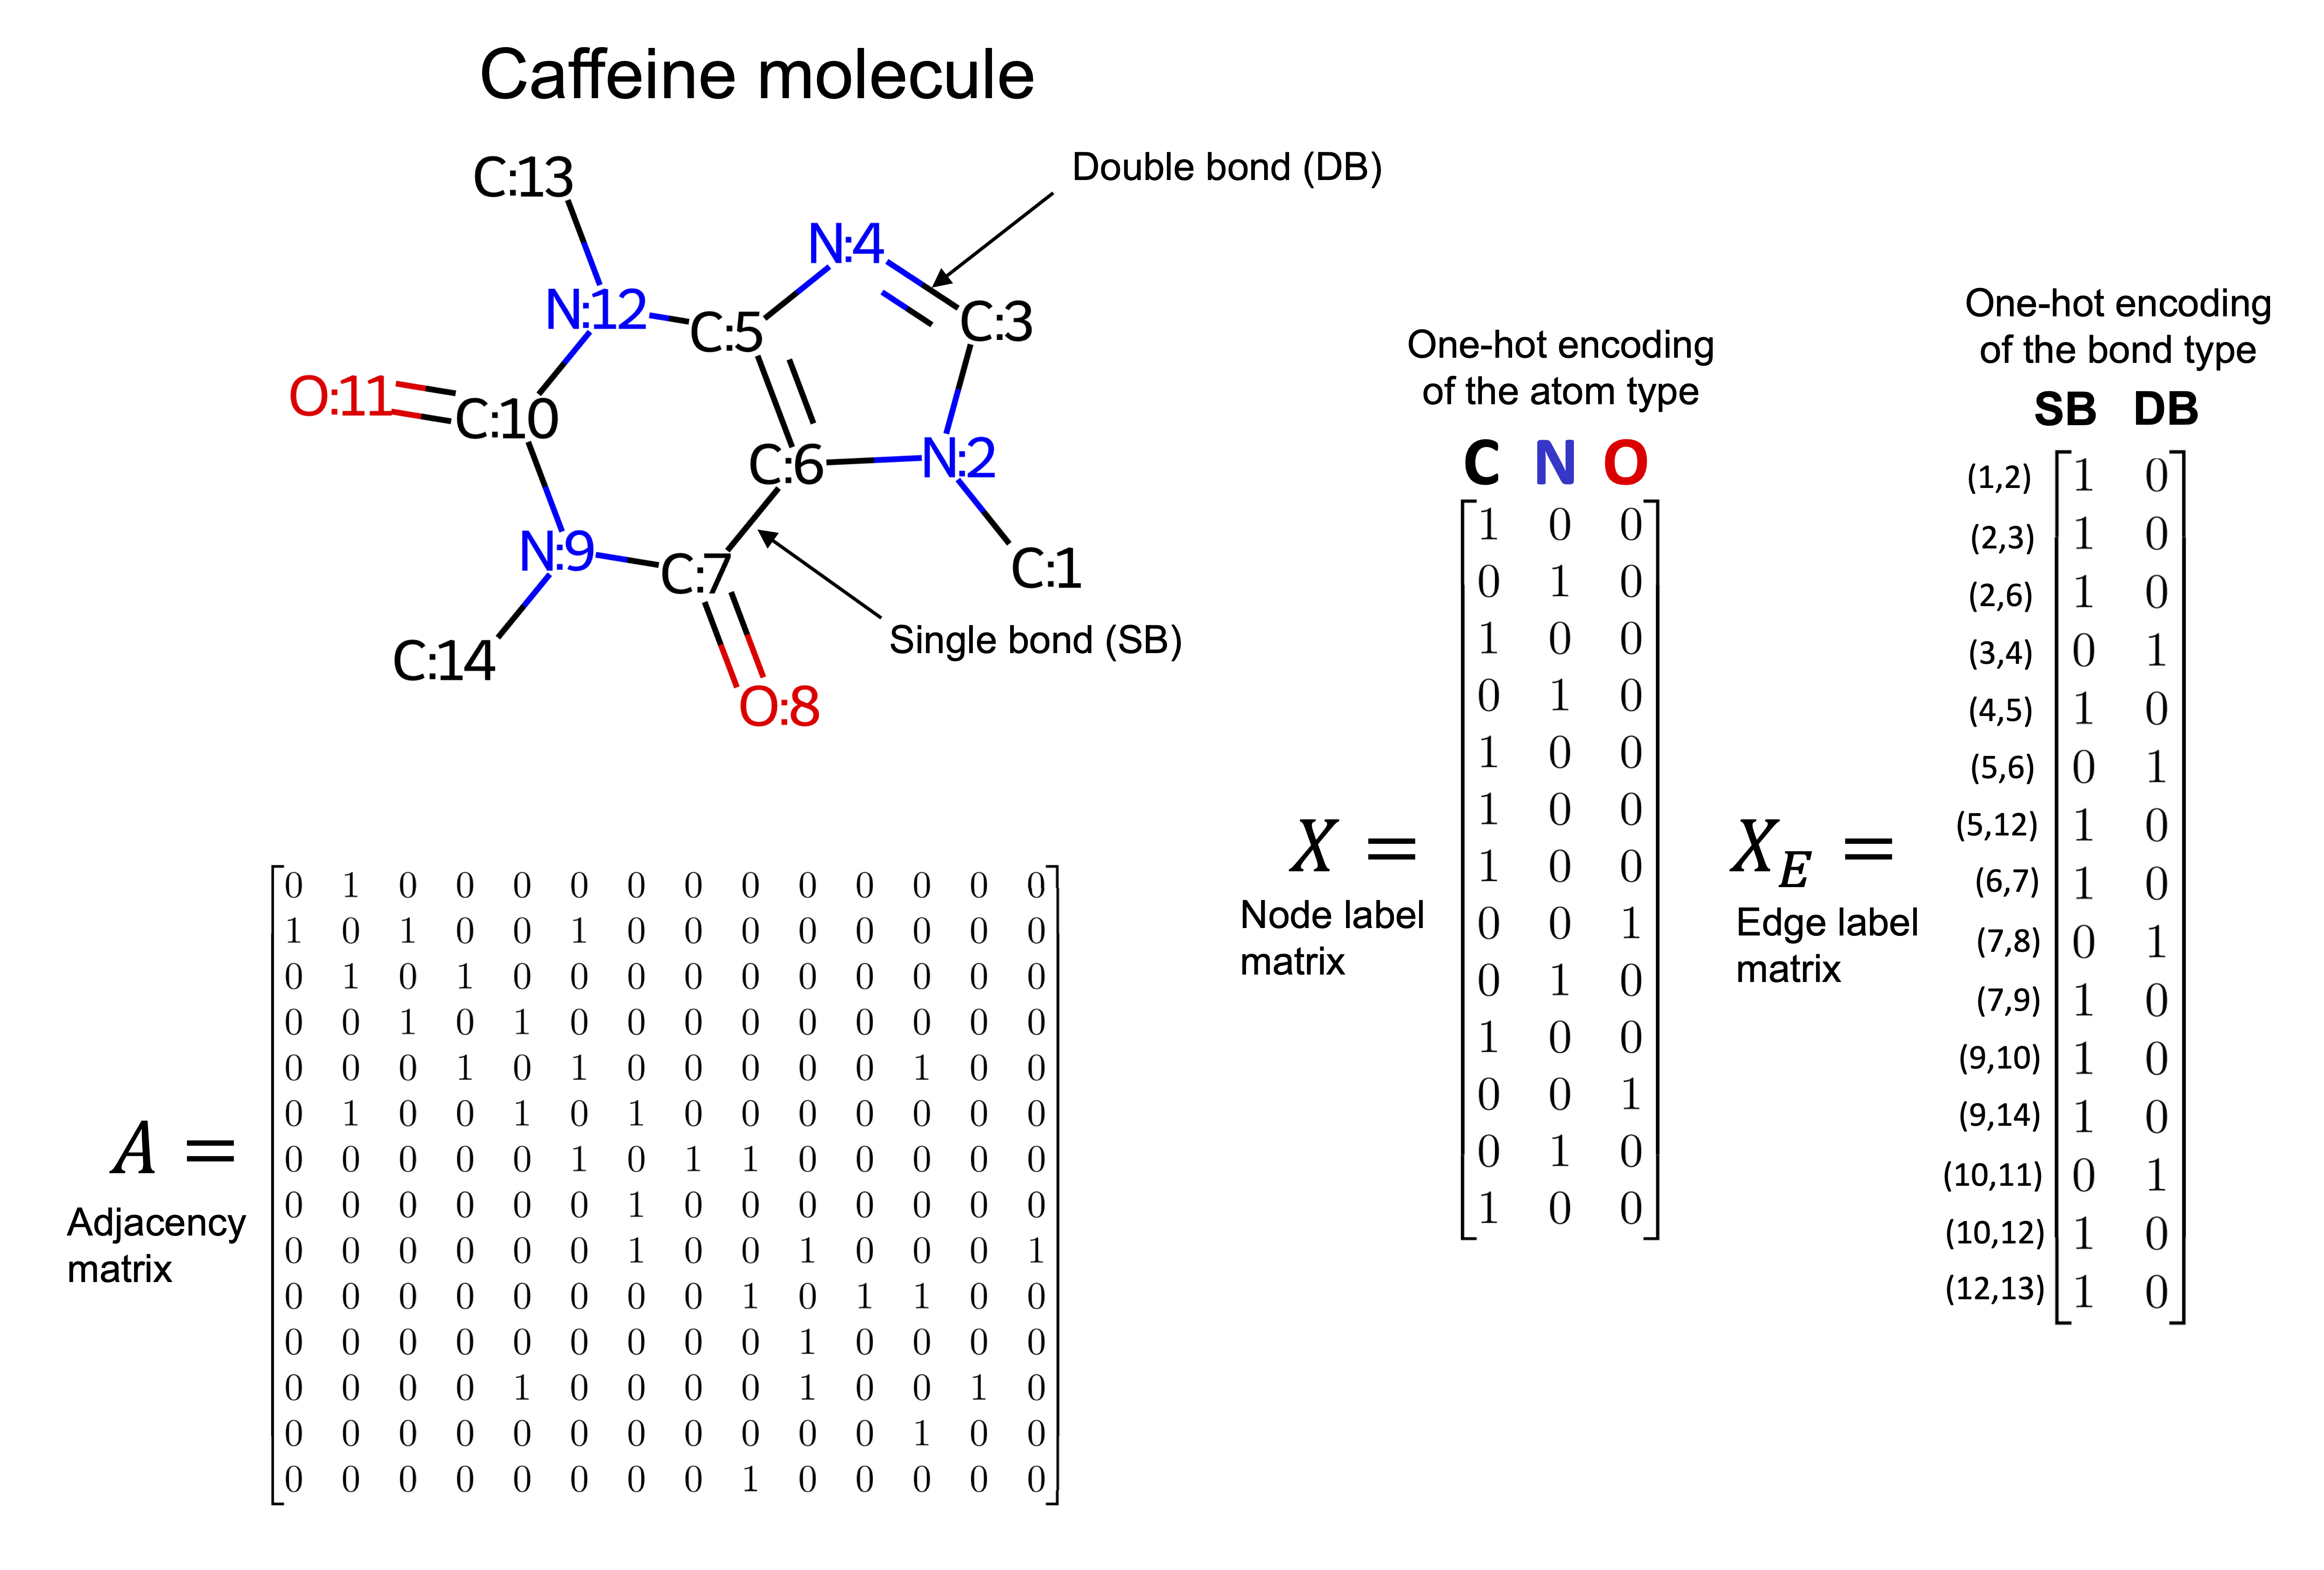 Caffeine molecule
C:13
Double bond (DB)
N:4
N:12
C:5
C:3
O:11
C:10
C:6
N:2
N:9
C:7
C:1
C:14
Single bond (SB)
O:8
A =
Adjacency
matrix
0 1 0 0 0 0 0 0 0 0 0 0 0 0
1 0 1 0 0 1 0 0 0 0 0 0 0 0
0 1 0 1 0 0 0 0 0 0 0 0 0 0
0 0 1 0 1 0 0 0 0 0 0 0 0 0
0 0 0 1 0 1 0 0 0 0 0 1 0 0
0 1 0 0 1 0 1 0 0 0 0 0 0 0
0 0 0 0 0 1 0 1 1 0 0 0 0 0
0 0 0 0 0 0 1 0 0 0 0 0 0 0
0 0 0 0 0 0 1 0 0 1 0 0 0 1
0 0 0 0 0 0 0 0 1 0 1 1 0 0
0 0 0 0 0 0 0 0 0 1 0 0 0 0
0 0 0 0 1 0 0 0 0 1 0 0 1 0
0 0 0 0 0 0 0 0 0 0 0 1 0 0
0 0 0 0 0 0 0 0 1 0 0 0 0 0
One-hot encoding
of the atom type
C N O
X =
Node label
matrix
1 0 0
0 1 0
1 0 0
0 1 0
1 0 0
1 0 0
1 0 0
0 0 1
0 1 0
1 0 0
0 0 1
0 1 0
1 0 0
One-hot encoding
of the bond type
SB DB
X_E =
Edge label
matrix
(1,2) 1 0
(2,3) 1 0
(2,6) 1 0
(3,4) 0 1
(4,5) 1 0
(5,6) 0 1
(5,12) 1 0
(6,7) 1 0
(7,8) 0 1
(7,9) 1 0
(9,10) 1 0
(9,14) 1 0
(10,11) 0 1
(10,12) 1 0
(12,13) 1 0